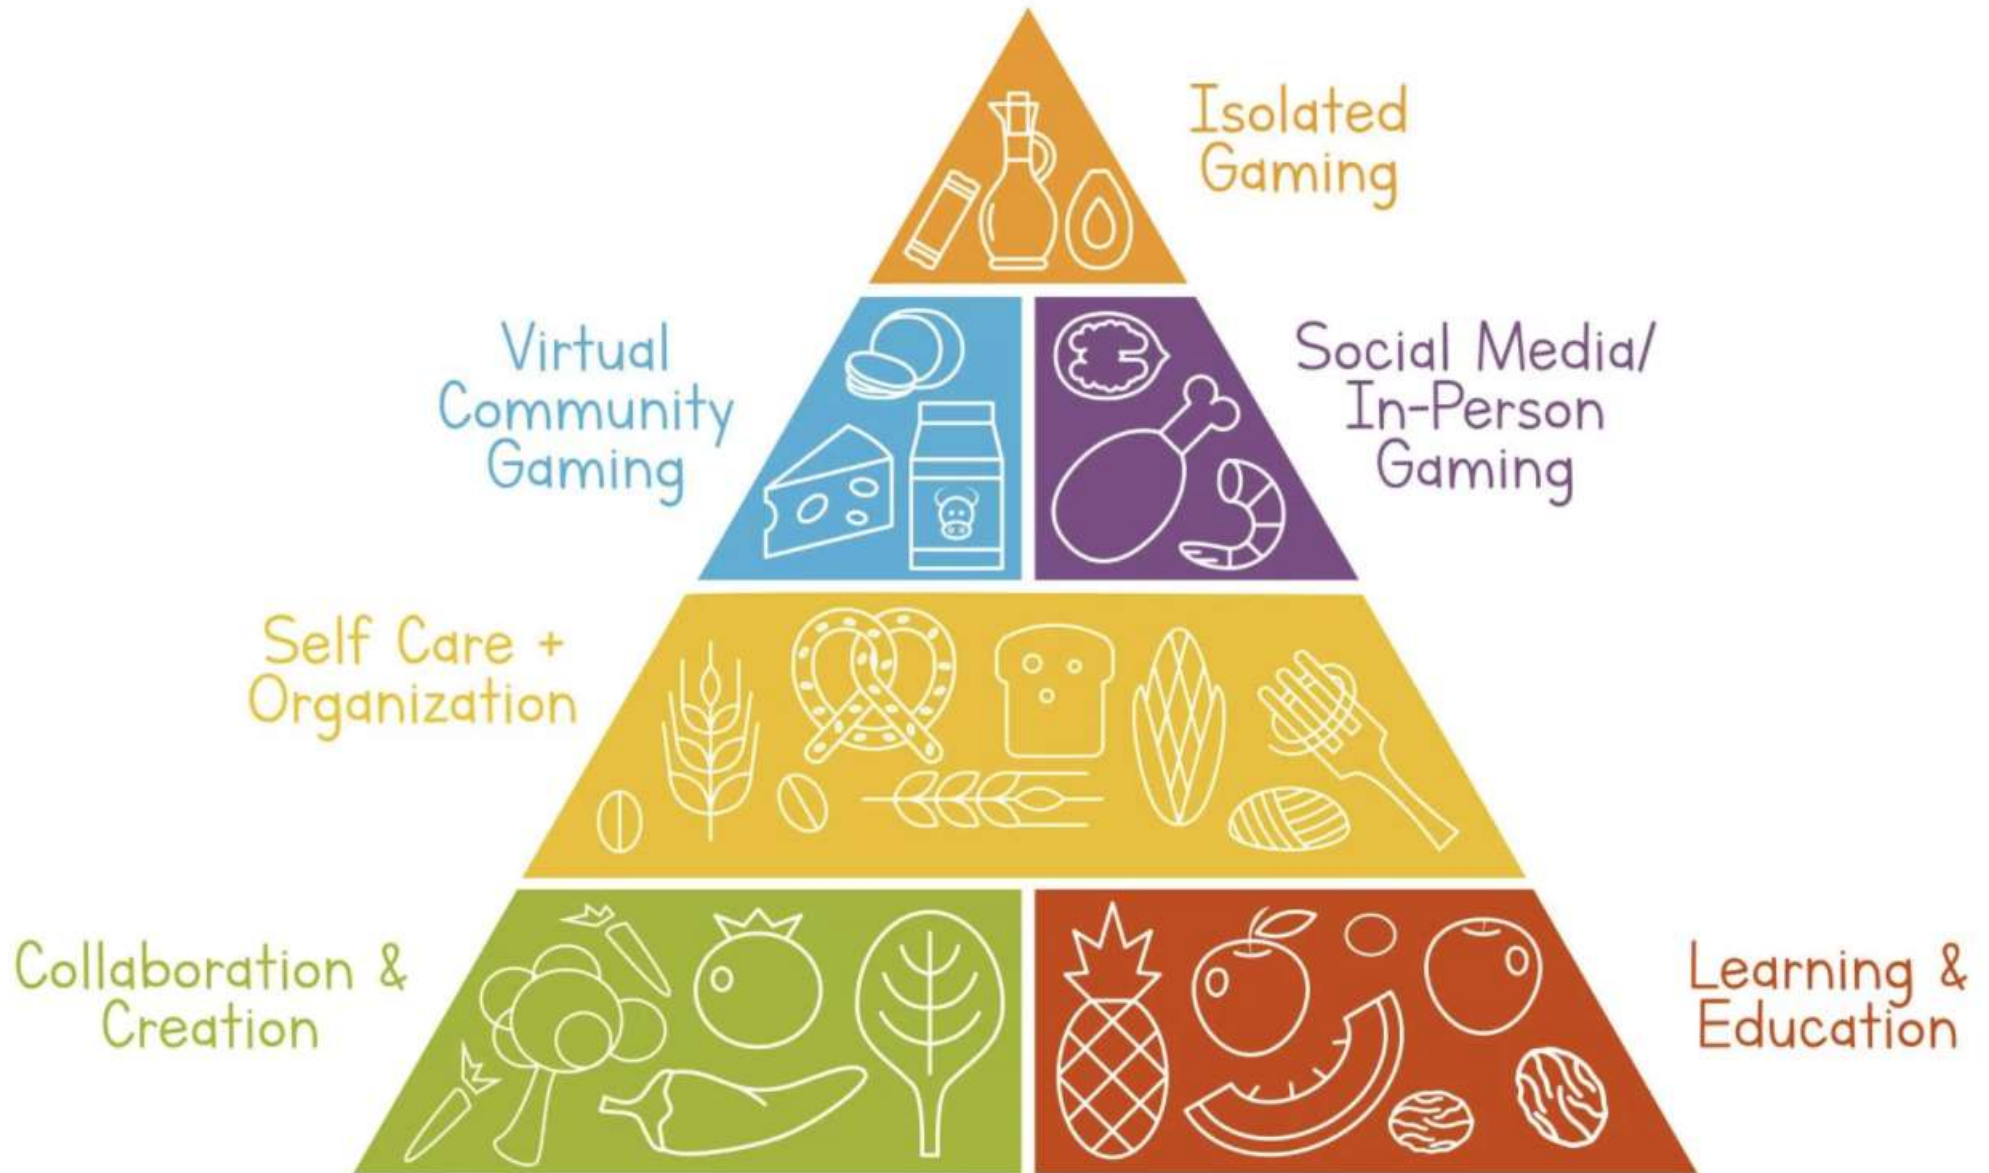 Isolated
Gaming
Virtual
Community
Gaming
Social Media/
In-Person
Gaming
Self Care +
Organization
Collaboration &
Creation
Learning &
Education